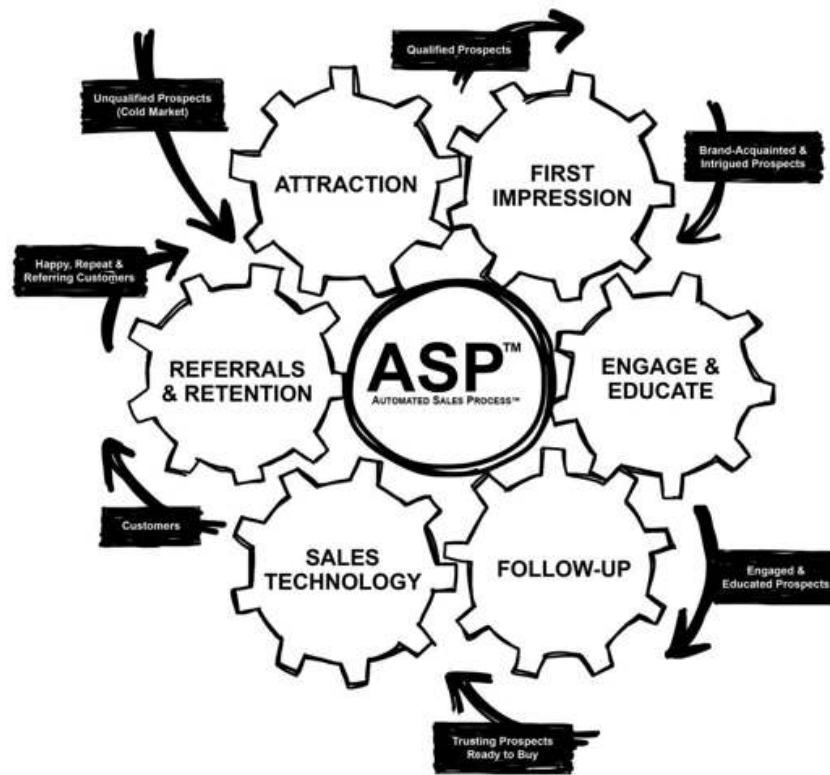 Qualified Prospects
Unqualified Prospects
(Cold Market)
ATTRACTION
FIRST
IMPRESSION
Brand-Acquainted &
Intrigued Prospects
Happy, Repeat &
Referring Customers
REFERRALS
& RETENTION
ASP™
AUTOMATED SALES PROCESS™
ENGAGE &
EDUCATE
Customers
SALES
TECHNOLOGY
FOLLOW-UP
Engaged &
Educated Prospects
Trusting Prospects
Ready to Buy